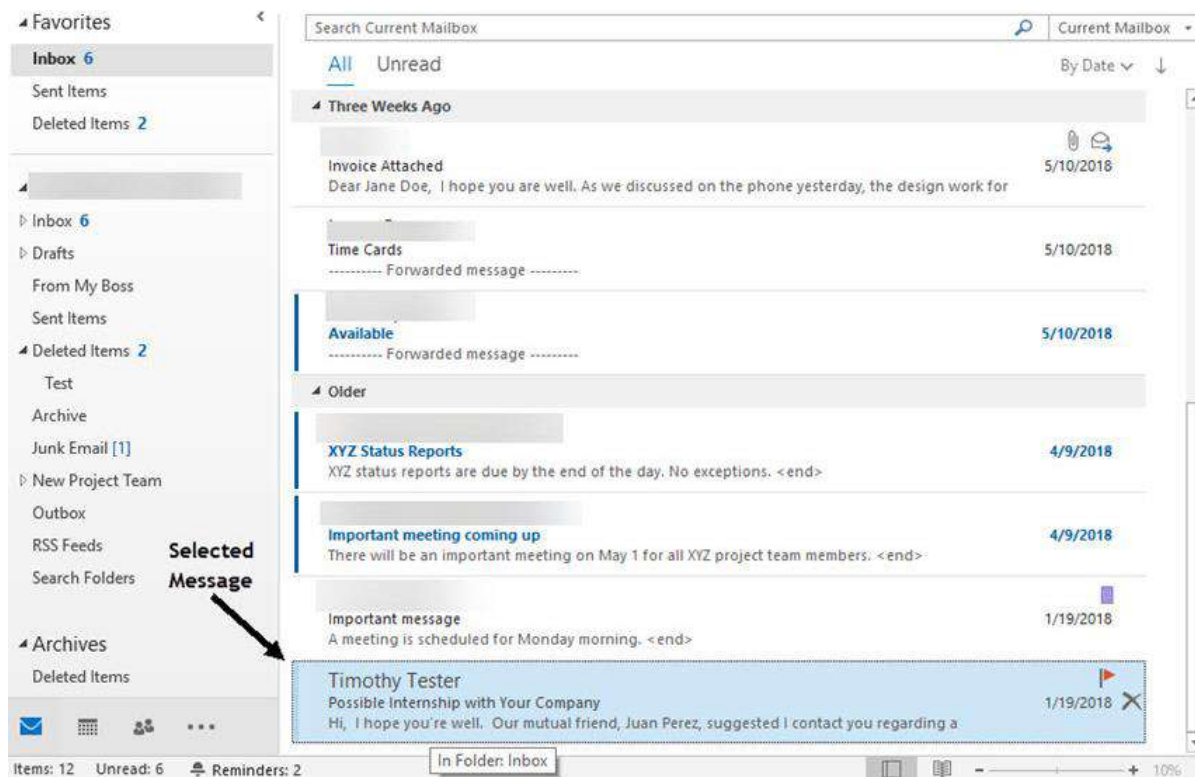 Favorites
Inbox 6
Sent Items
Deleted Items 2
Inbox 6
Drafts
From My Boss
Sent Items
Deleted Items 2
Test
Archive
Junk Email [1]
New Project Team
Outbox
RSS Feeds
Search Folders
Archives
Deleted Items
Selected
Message
Search Current Mailbox
Current Mailbox
All Unread
By Date
Three Weeks Ago
Invoice Attached
5/10/2018
Dear Jane Doe, I hope you are well. As we discussed on the phone yesterday, the design work for
Time Cards
5/10/2018
---------- Forwarded message ---------
Available
5/10/2018
---------- Forwarded message ---------
Older
XYZ Status Reports
4/9/2018
XYZ status reports are due by the end of the day. No exceptions. <end>
Important meeting coming up
4/9/2018
There will be an important meeting on May 1 for all XYZ project team members. <end>
Important message
1/19/2018
A meeting is scheduled for Monday morning. <end>
Timothy Tester
Possible Internship with Your Company
1/19/2018
Hi, I hope you're well. Our mutual friend, Juan Perez, suggested I contact you regarding a
In Folder: Inbox
Items: 12 Unread: 6 Reminders: 2
10%